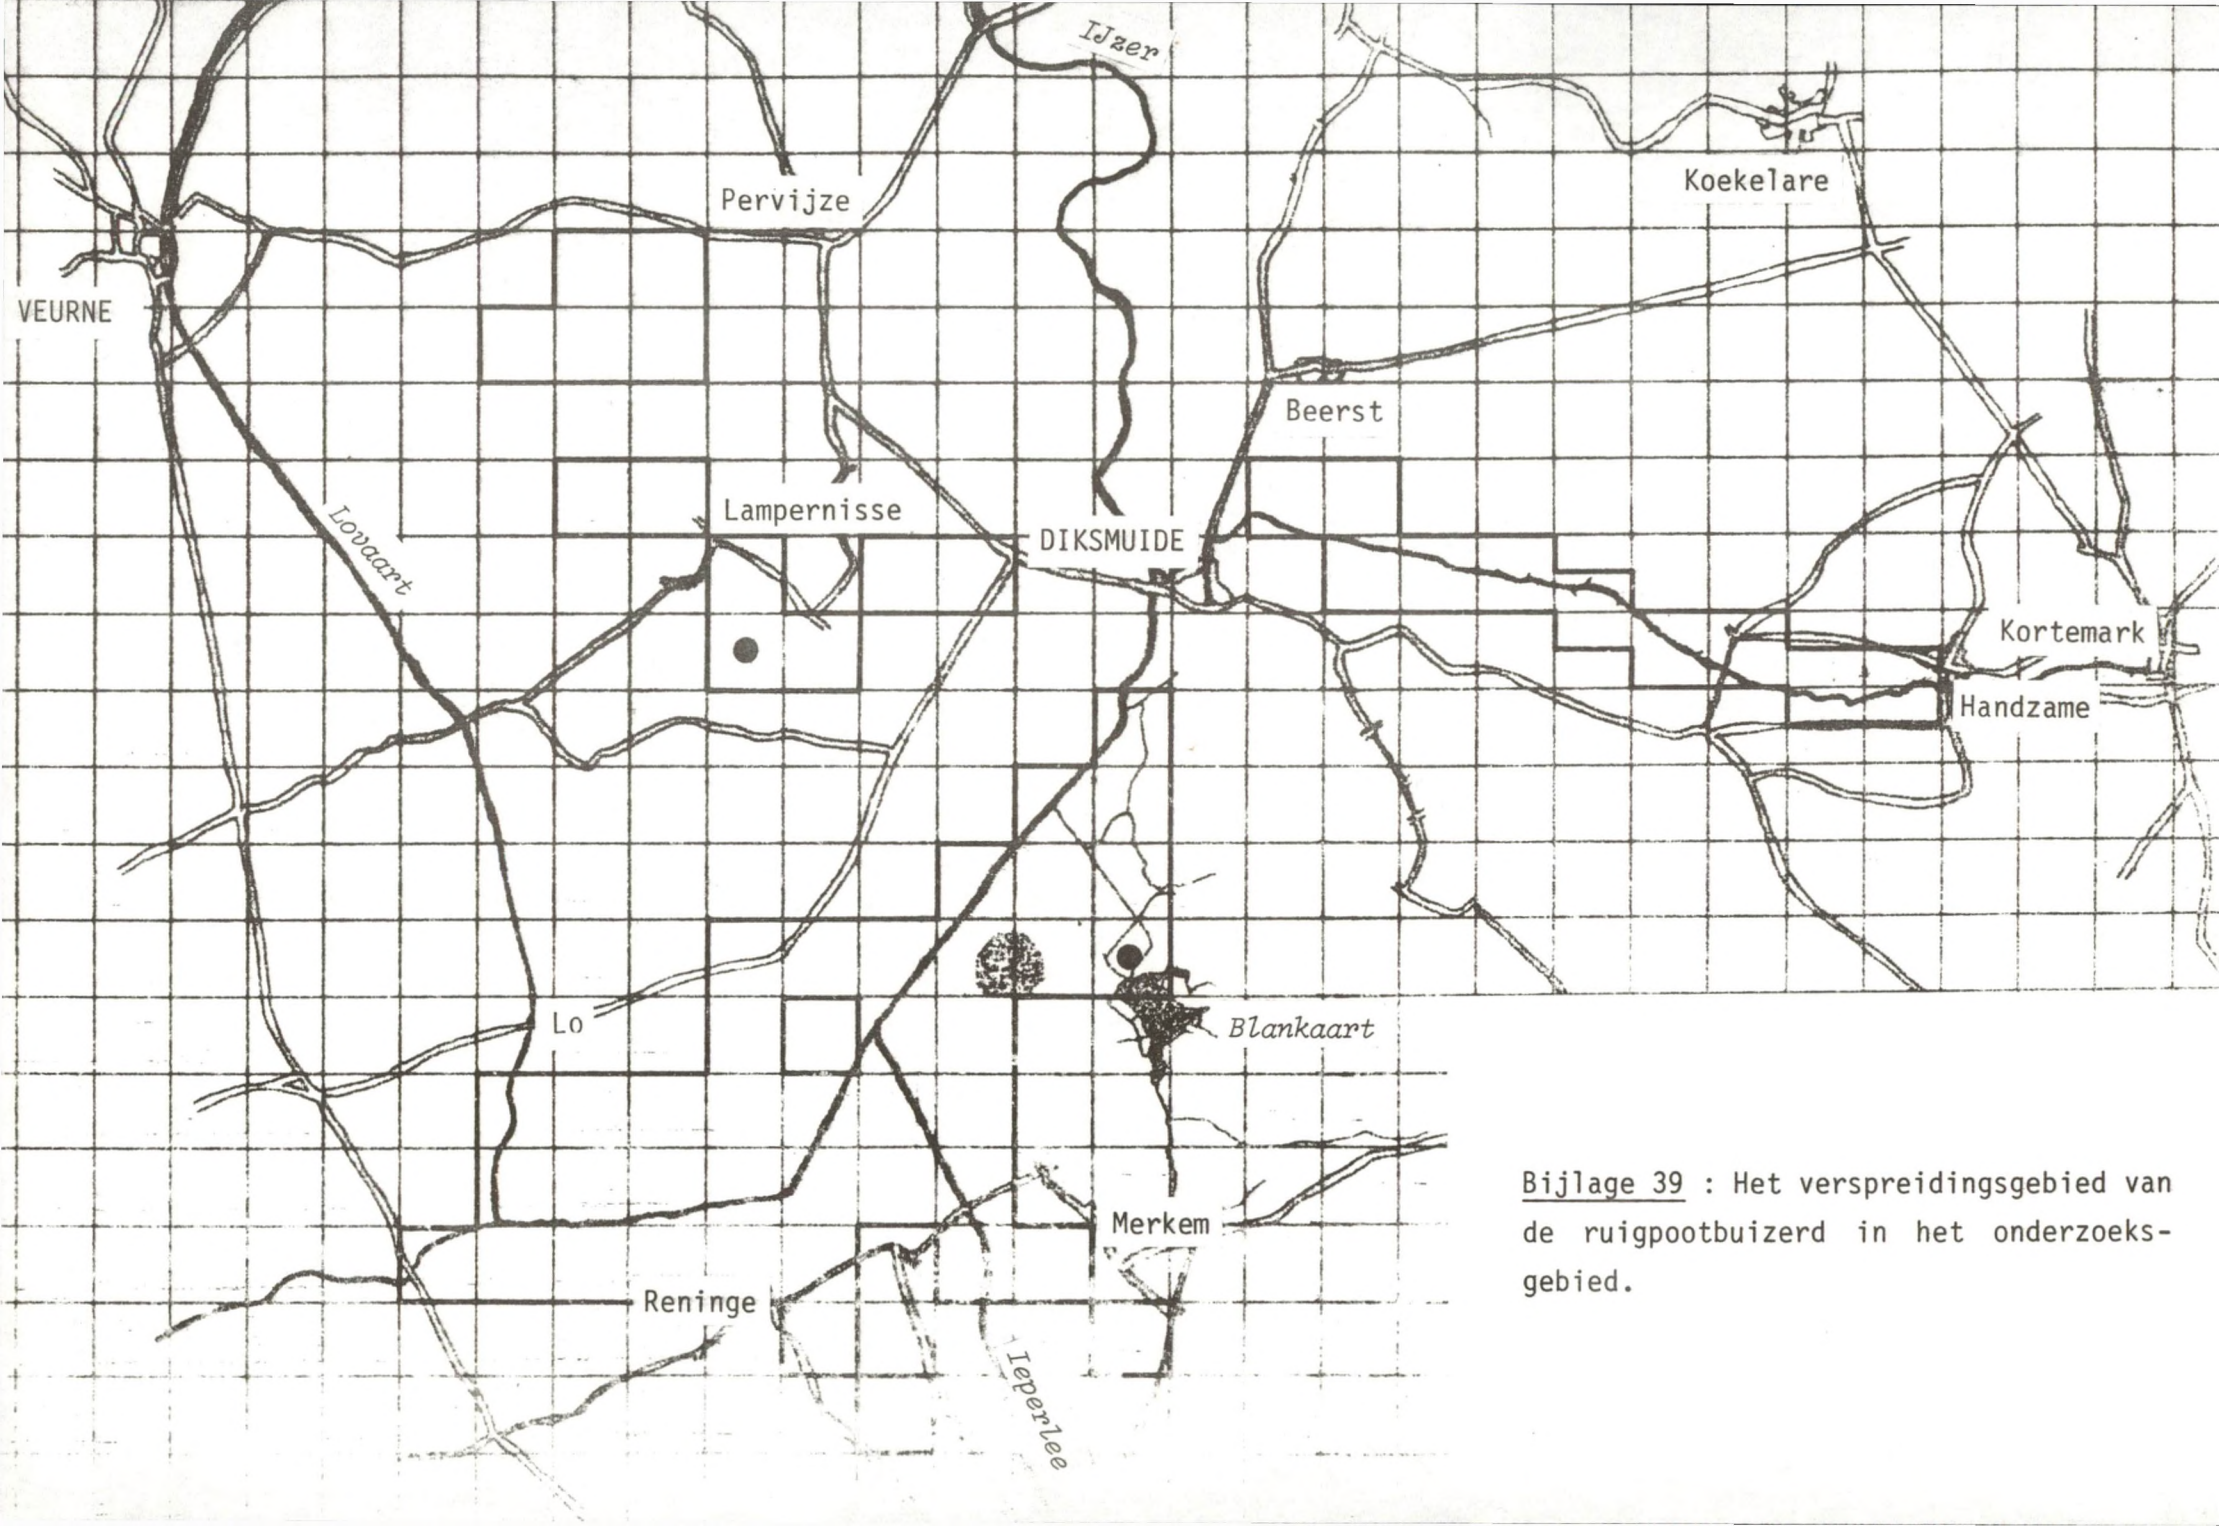 IJzer
Koekelare
Pervijze
VEURNE
Beerst
Lampernisse
Lovaart
DIKSMUIDE
Kortemark
Handzame
Lo
Blankaart
Merkem
Reninge
Ieperlee
Bijlage 39 : Het verspreidingsgebied van
de ruigpootbuizerd in het onderzoeks-
gebied.